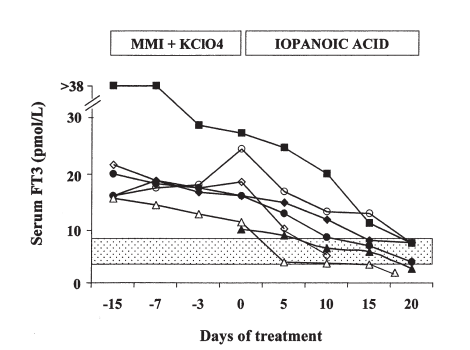 MMI + KClO4 IOPANOIC ACID
>38
30
20
10
0
Serum FT3 (pmol/L)
-15 -7 -3 0 5 10 15 20
Days of treatment